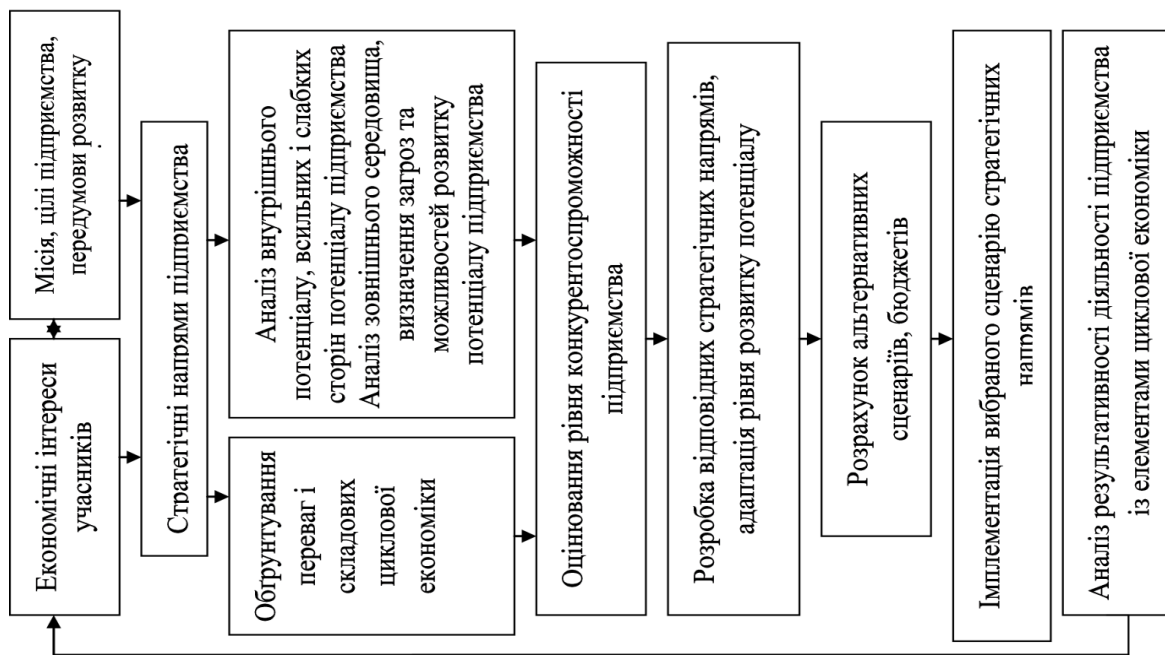 Економічні інтереси
учасників
Місія, цілі підприємства,
передумови розвитку
Стратегічні напрями підприємства
Обґрунтування
переваг і
складових
циклової
економіки
Аналіз внутрішнього
потенціалу, всильних і слабких
сторін потенціалу підприємства
Аналіз зовнішнього середовища,
визначення загроз та
можливостей розвитку
потенціалу підприємства
Оцінювання рівня конкурентоспроможності
підприємства
Розробка відповідних стратегічних напрямів,
адаптація рівня розвитку потенціалу
Розрахунок альтернативних
сценаріїв, бюджетів
Імплементація вибраного сценарію стратегічних
напрямів
Аналіз результативності діяльності підприємства
із елементами циклової економіки